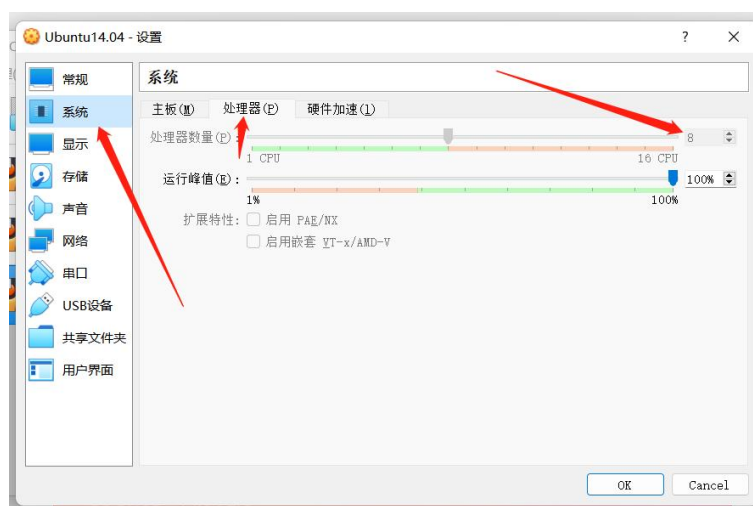 Ubuntu14.04 - 设置
?
×
常规
系统
显示
存储
声音
网络
串口
USB设备
共享文件夹
用户界面
系统
主板(M) 处理器(P) 硬件加速(L)
处理器数量(P): 8
1 CPU 16 CPU
运行峰值(E): 100%
1% 100%
扩展特性: 启用 PAE/NX
启用嵌套 VT-x/AMD-V
OK Cancel